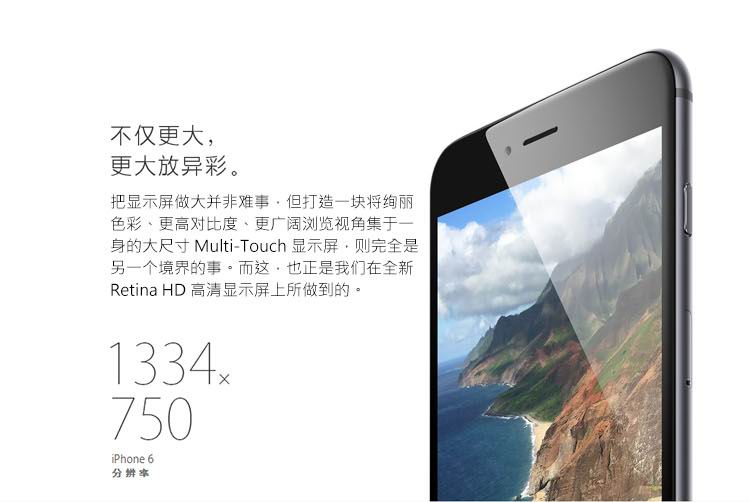 不仅更大，
更大放异彩。
把显示屏做大并非难事，但打造一块将绚丽
色彩、更高对比度、更广阔浏览视角集于一
身的大尺寸 Multi-Touch 显示屏，则完全是
另一个境界的事。而这，也正是我们在全新
Retina HD 高清显示屏上所做到的。
1334x
750
iPhone 6
分辨率